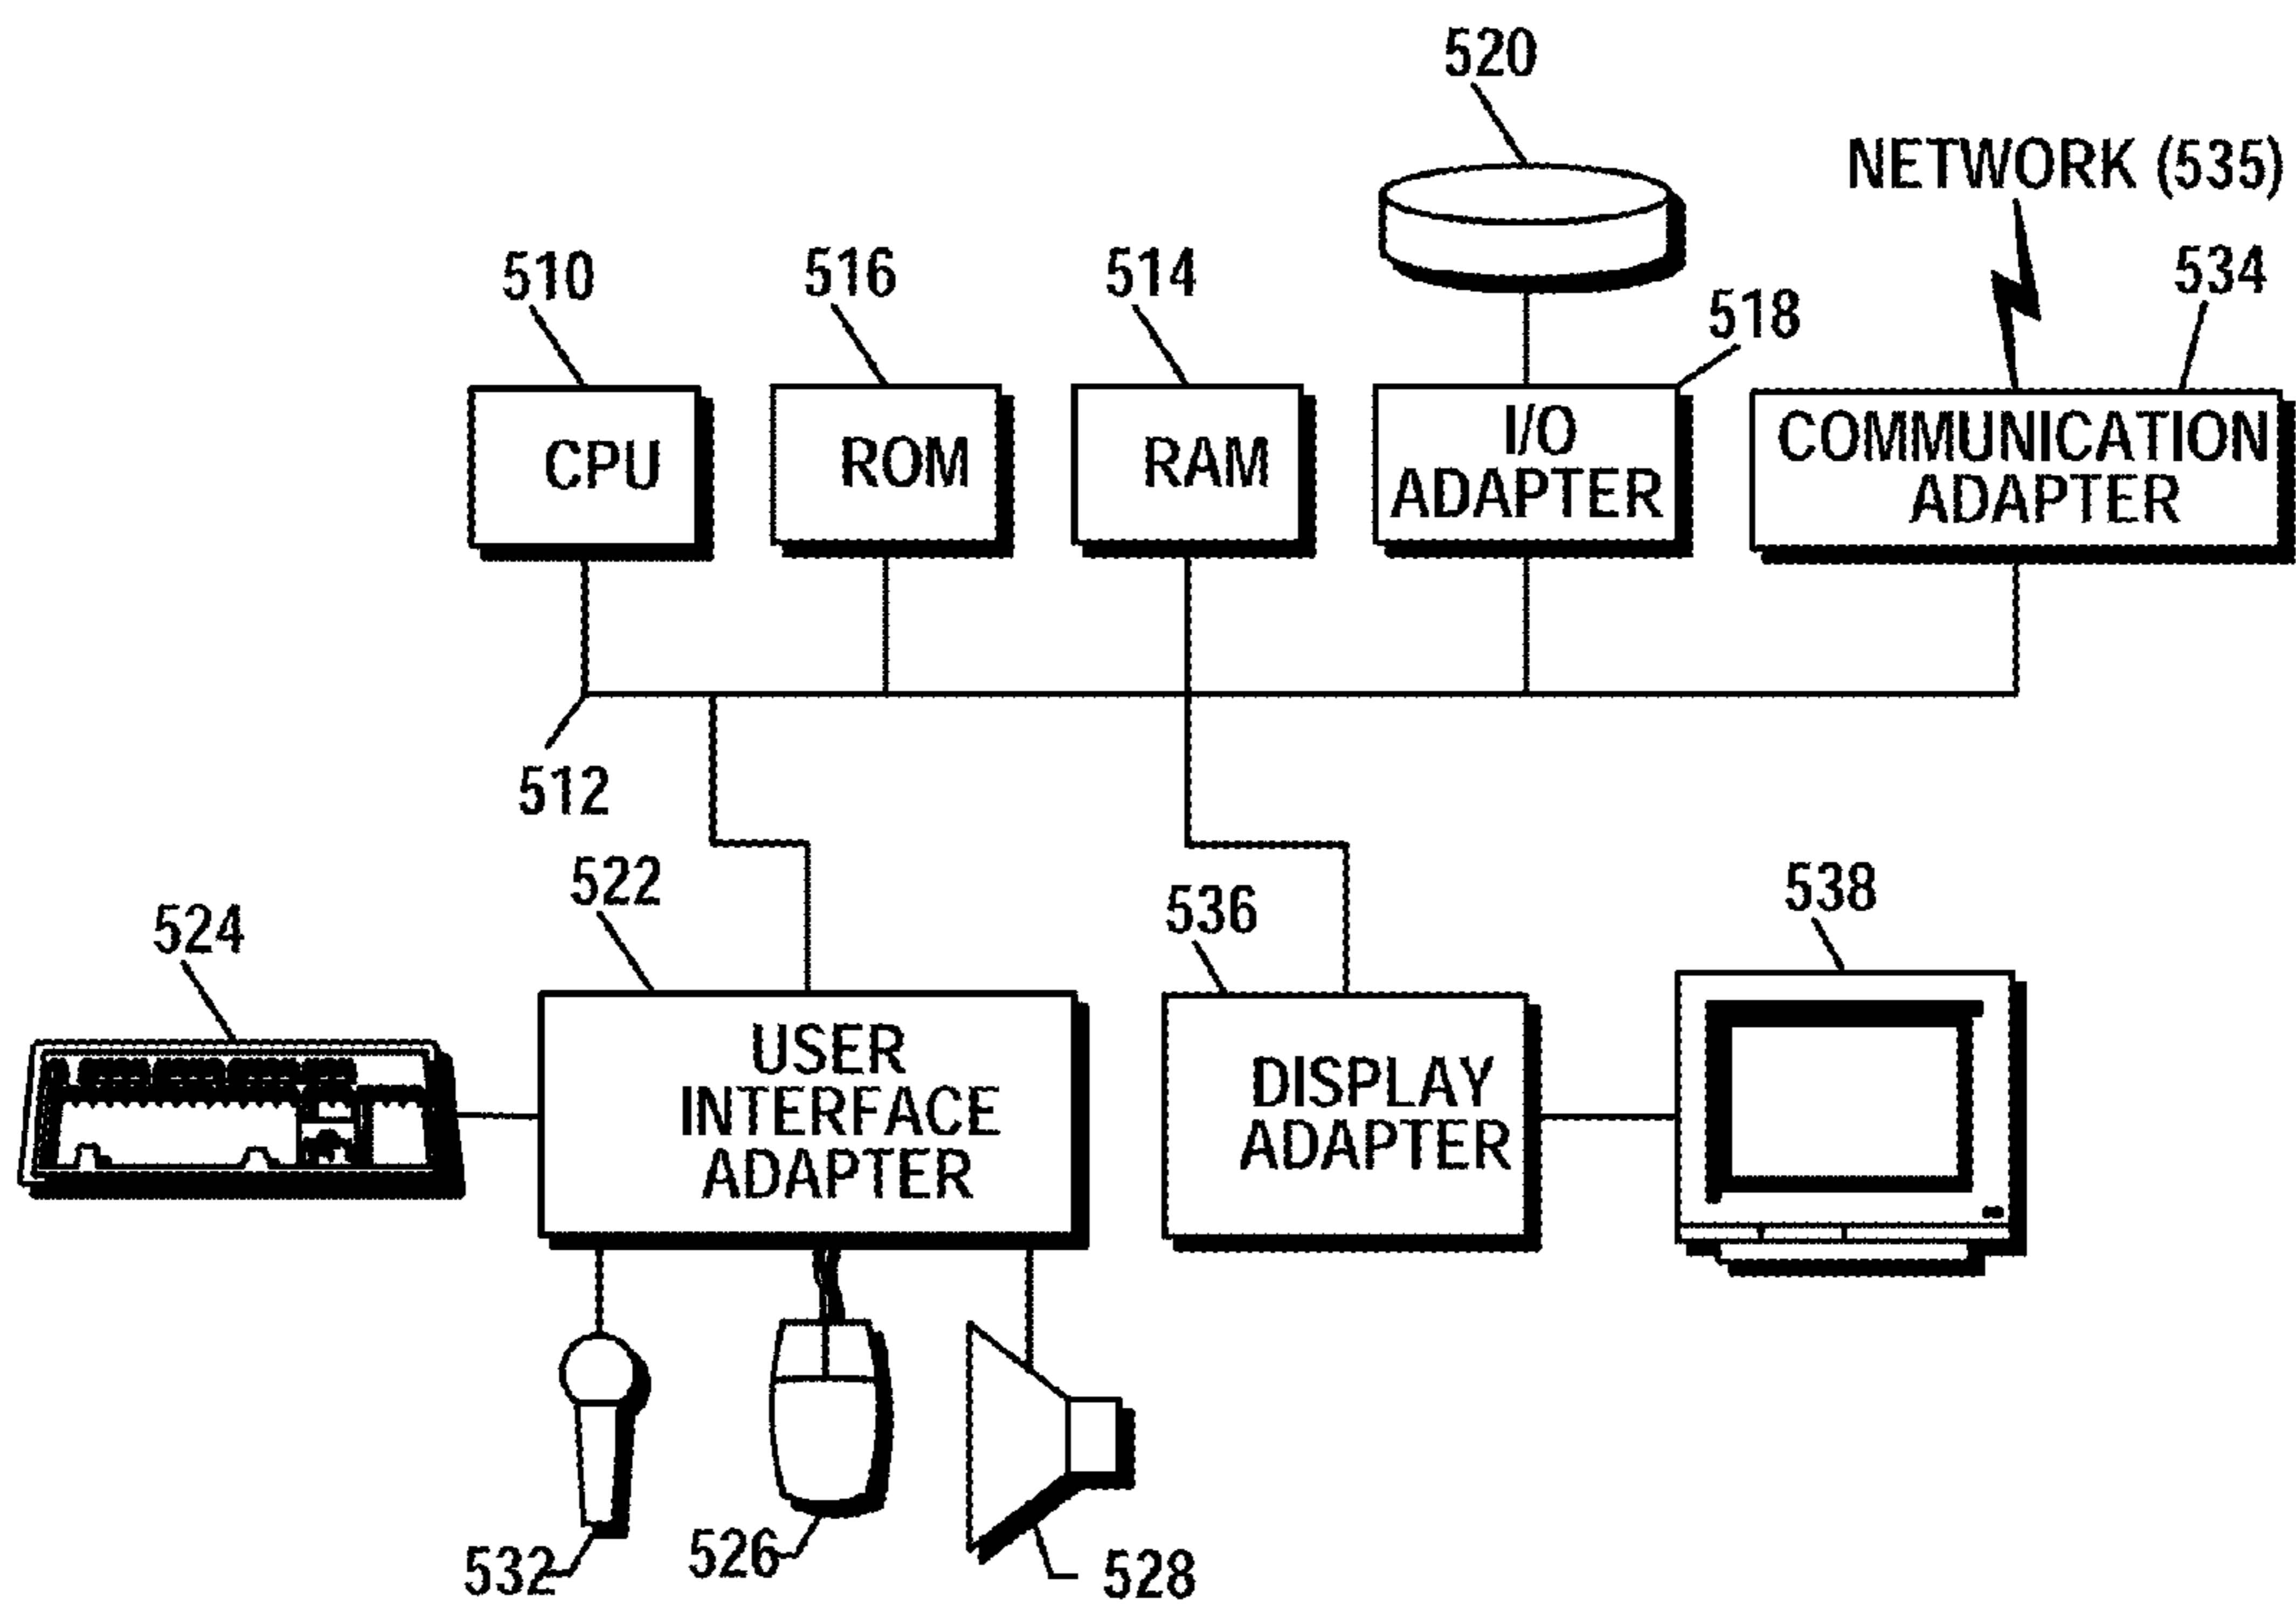 520
NETWORK (535)
510
516
514
518
534
CPU
ROM
RAM
I/O
ADAPTER
COMMUNICATION
ADAPTER
512
522
524
536
538
USER
INTERFACE
ADAPTER
DISPLAY
ADAPTER
532
526
528